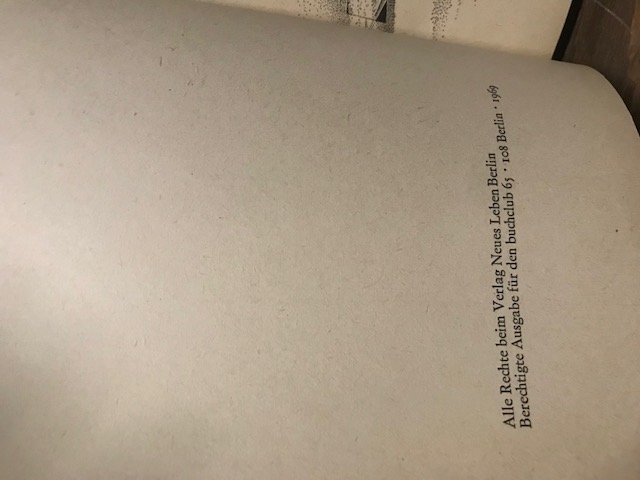 Alle Rechte beim Verlag Neues Leben Berlin
Berechtigte Ausgabe für den buchclub 65 · 108 Berlin · 1969